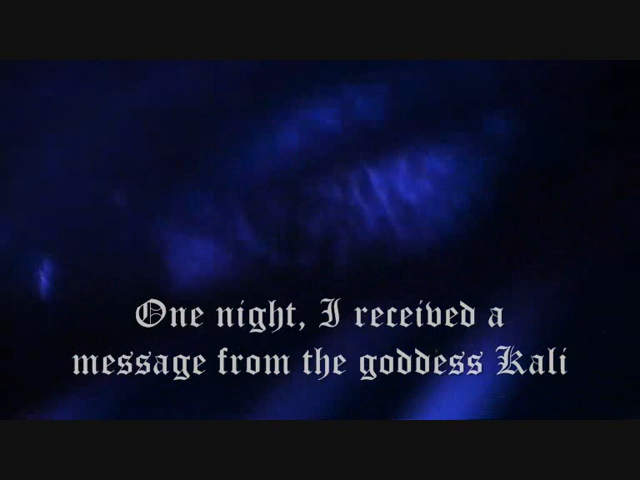 One night, I received a
message from the goddess Kali